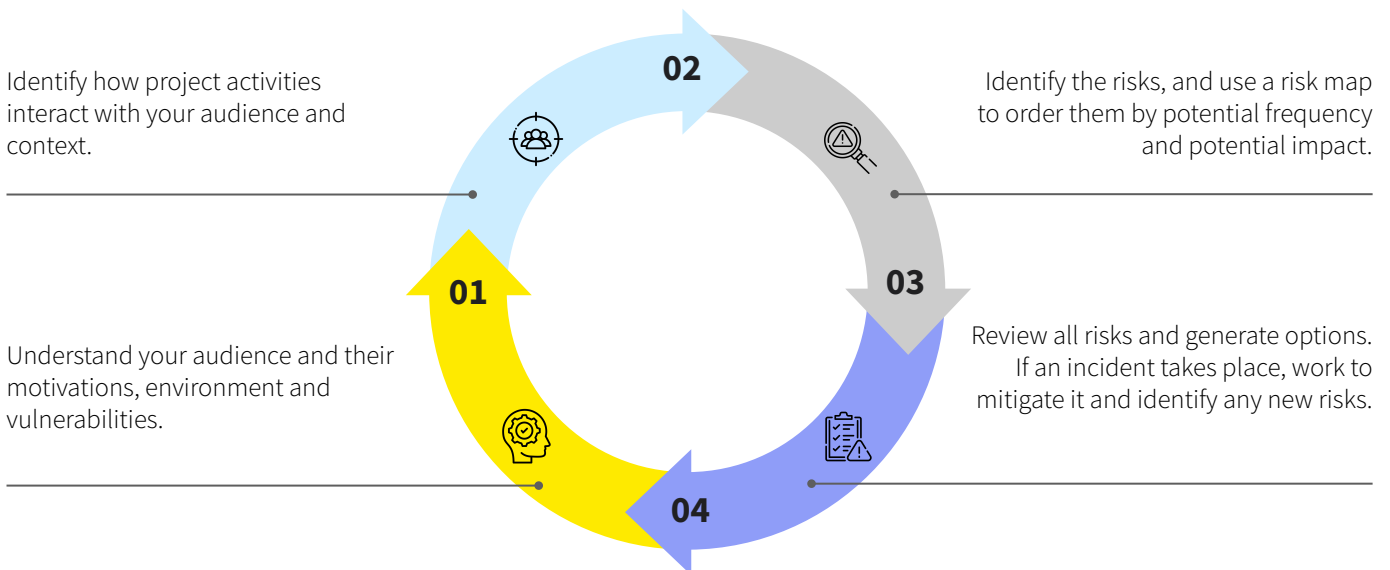 02
Identify how project activities
interact with your audience and
context.
Identify the risks, and use a risk map
to order them by potential frequency
and potential impact.
01
03
Understand your audience and their
motivations, environment and
vulnerabilities.
Review all risks and generate options.
If an incident takes place, work to
mitigate it and identify any new risks.
04